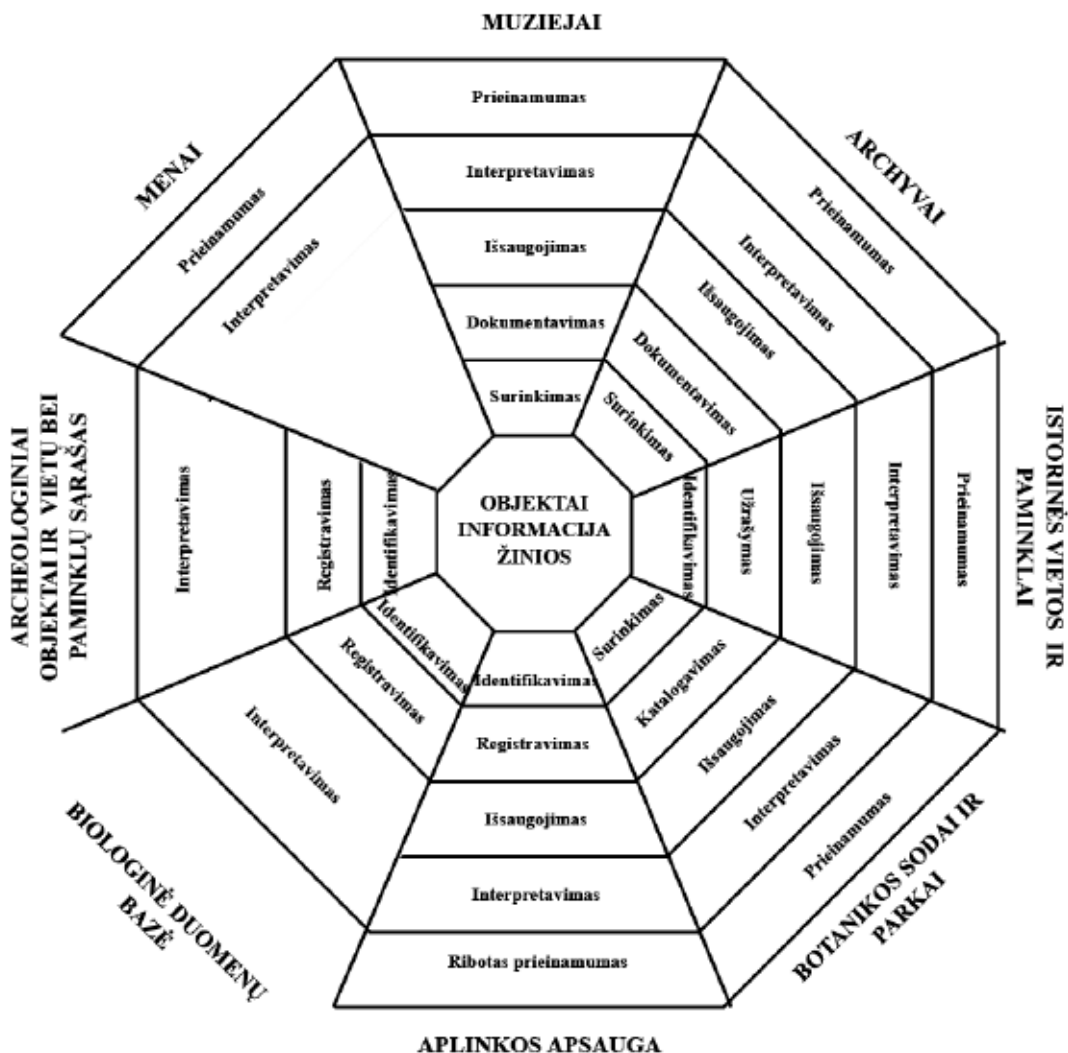 MUZIEJAI
Prieinamumas
Interpretavimas
Išsaugojimas
Dokumentavimas
Surinkimas
ARCHYVAI
Prieinamumas
Interpretavimas
Išsaugojimas
Dokumentavimas
Surinkimas
ISTORINĖS VIETOS IR
PAMINKLAI
Prieinamumas
Interpretavimas
Išsaugojimas
Užrašymas
Identifikavimas
BOTANIKOS SODAI IR
PARKAI
Prieinamumas
Interpretavimas
Išsaugojimas
Katalogavimas
Surinkimas
APLINKOS APSAUGA
Ribotas prieinamumas
Interpretavimas
Išsaugojimas
Registravimas
Identifikavimas
BIOLOGINĖ DUOMENŲ
BAZĖ
Interpretavimas
Registravimas
Identifikavimas
ARCHEOLOGINIAI
OBJEKTAI IR VIETŲ BEI
PAMINKLŲ SĄRAŠAS
Interpretavimas
Registravimas
Identifikavimas
MENAI
Prieinamumas
Interpretavimas
OBJEKTAI
INFORMACIJA
ŽINIOS